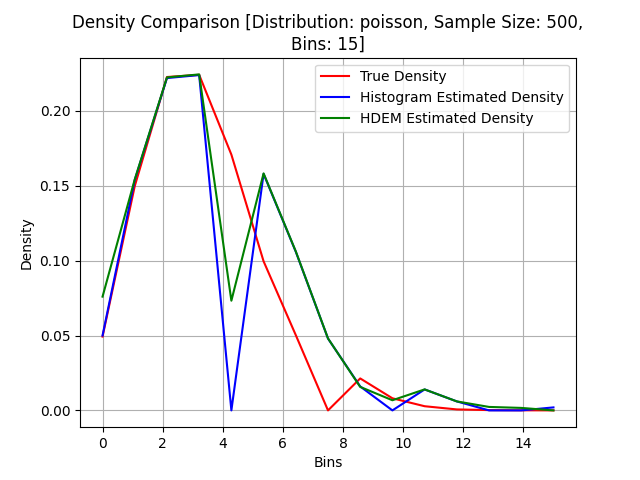 Density Comparison [Distribution: poisson, Sample Size: 500,
Bins: 15]
True Density
Histogram Estimated Density
HDEM Estimated Density
Density
0.20
0.15
0.10
0.05
0.00
0 2 4 6 8 10 12 14
Bins